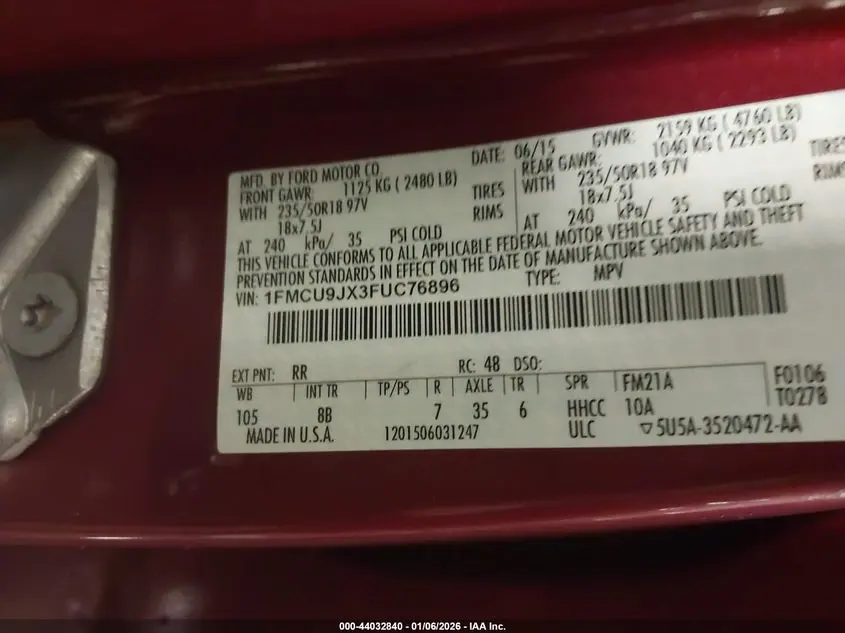 MFD. BY FORD MOTOR CO.
DATE: 06/15 GVWR: 2159 KG ( 4760 LB)
FRONT GAWR: 1125 KG ( 2480 LB)
REAR GAWR: 1040 KG ( 2293 LB)
WITH 235/50R18 97V TIRES
WITH 235/50R18 97V TIRES
18x7.5J RIMS
18x7.5J RIMS
AT 240 kPa/ 35 PSI COLD
AT 240 kPa/ 35 PSI COLD
THIS VEHICLE CONFORMS TO ALL APPLICABLE FEDERAL MOTOR VEHICLE SAFETY AND THEFT
PREVENTION STANDARDS IN EFFECT ON THE DATE OF MANUFACTURE SHOWN ABOVE.
VIN: 1FMCU9JX3FUC76896 TYPE: MPV
EXT PNT: RR RC: 48 DSO:
WB INT TR TP/PS R AXLE TR SPR FM21A F0106
105 8B 7 35 6 HHCC 10A T0278
MADE IN U.S.A. 1201506031247 ULC ▽5U5A-3520472-AA
000-44032840 - 01/06/2026 - IAA Inc.